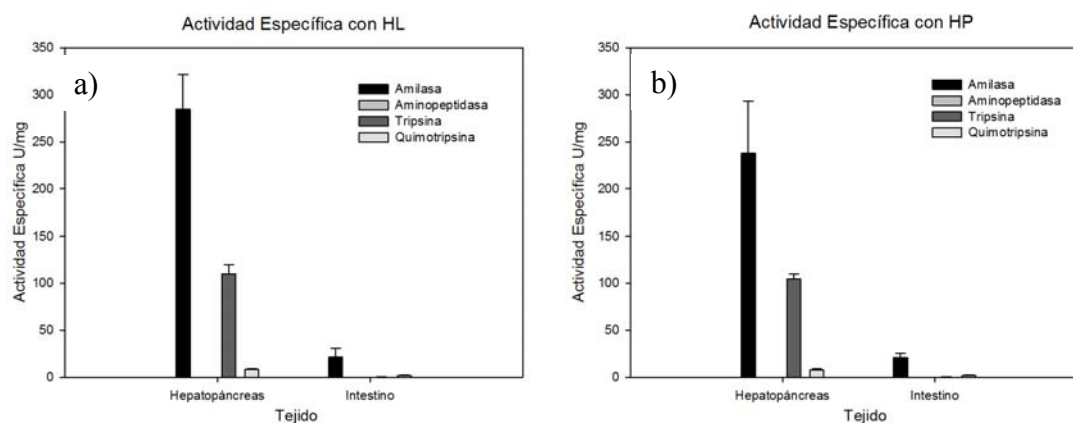 Actividad Específica con HL
a)
350
300
250
200
150
100
50
0
Actividad Específica U/mg
Amilasa
Aminopeptidasa
Tripsina
Quimotripsina
Hepatopáncreas
Intestino
Tejido
Actividad Específica con HP
b)
350
300
250
200
150
100
50
0
Actividad Específica U/mg
Amilasa
Aminopeptidasa
Tripsina
Quimotripsina
Hepatopáncreas
Intestino
Tejido